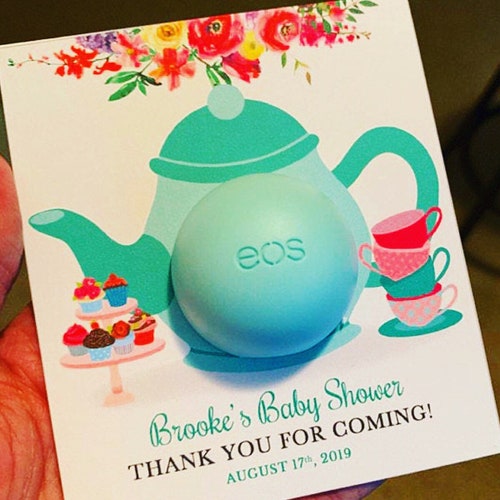 eos
Brooke's Baby Shower
THANK YOU FOR COMING!
AUGUST 17th, 2019